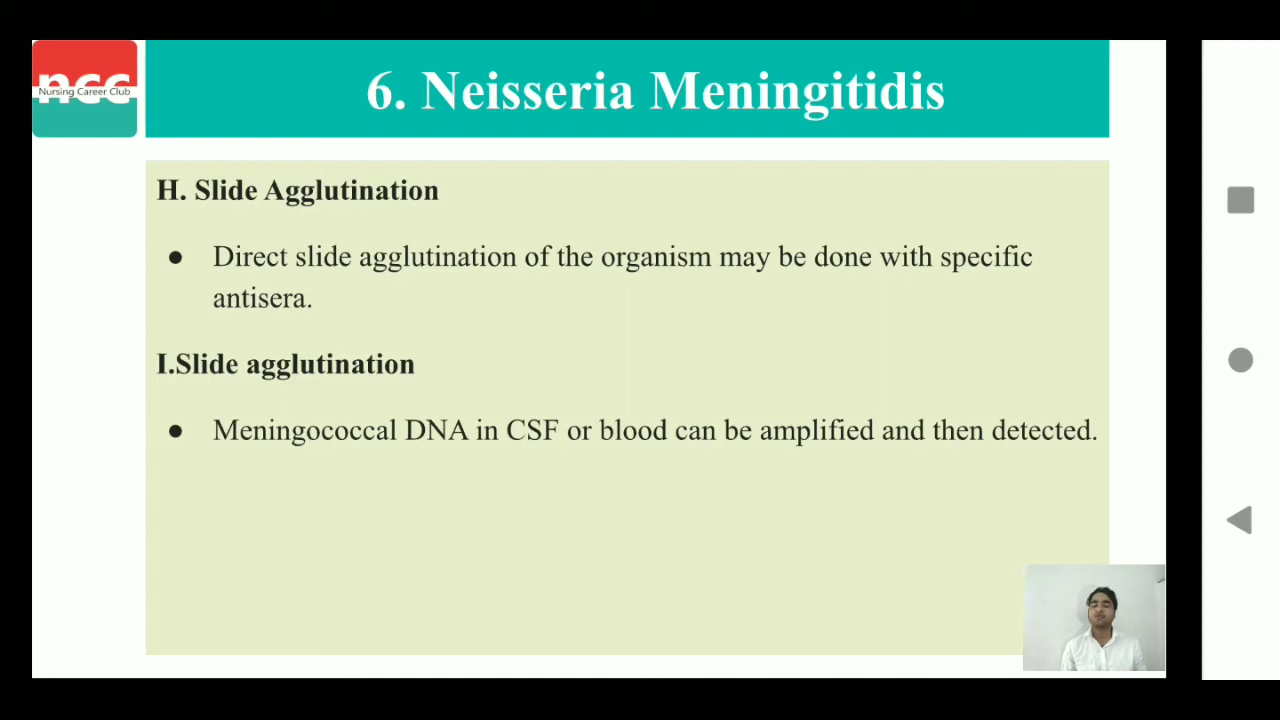 ncc
Nursing Career Club
6. Neisseria Meningitidis
H. Slide Agglutination
● Direct slide agglutination of the organism may be done with specific
antisera.
I.Slide agglutination
● Meningococcal DNA in CSF or blood can be amplified and then detected.